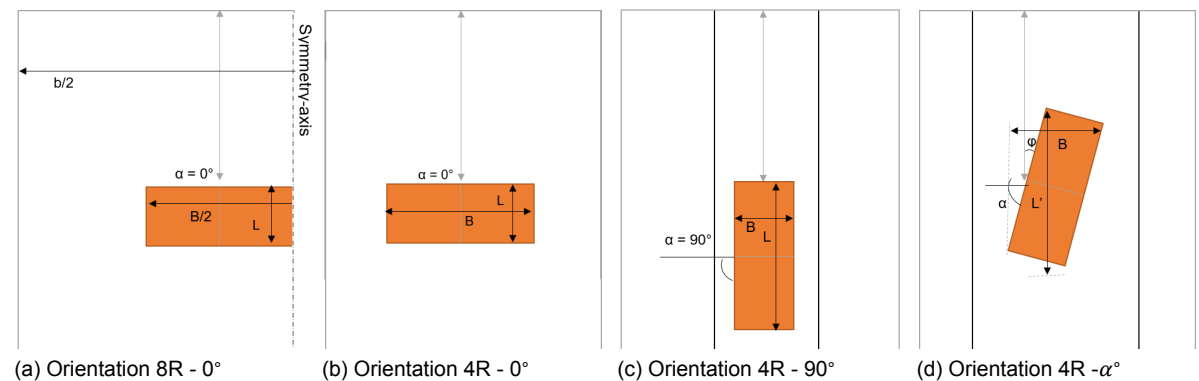 b/2
Symmetry-axis
α = 0°
B/2
L
(a) Orientation 8R - 0°
α = 0°
L
B
(b) Orientation 4R - 0°
α = 90°
B
L
(c) Orientation 4R - 90°
φ
B
α
L’
(d) Orientation 4R -𝛼°